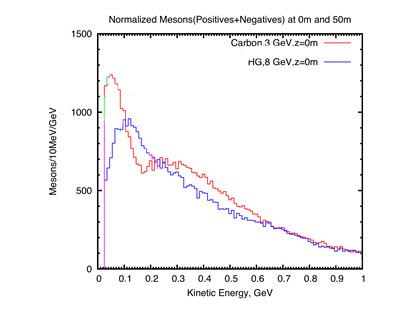 Normalized Mesons(Positives+Negatives) at 0m and 50m
Carbon,3 GeV,z=0m
HG,8 GeV,z=0m
1500
1000
500
0
Mesons/10MeV/GeV
0 0.1 0.2 0.3 0.4 0.5 0.6 0.7 0.8 0.9 1
Kinetic Energy, GeV